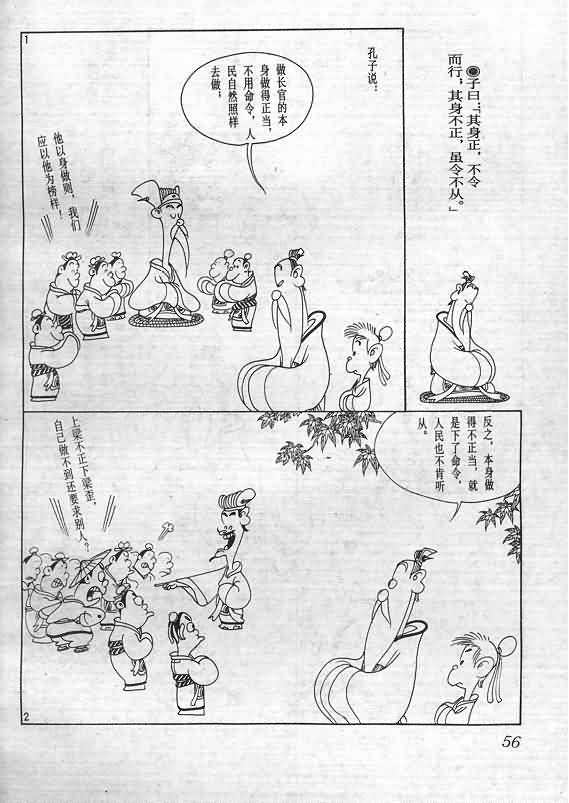 ●子曰：“其身正，不令
而行；其身不正，虽令不从。”
1
孔子说：
做长官的本
身做得正当，
不用命令，人
民自然照样
去做；
他以身做则，我们
应以他为榜样！
反之，本身做
得不正当，就
是下了命令，
人民也不肯听
从。
上梁不正下梁歪，
自己做不到还要求别人？
2
56